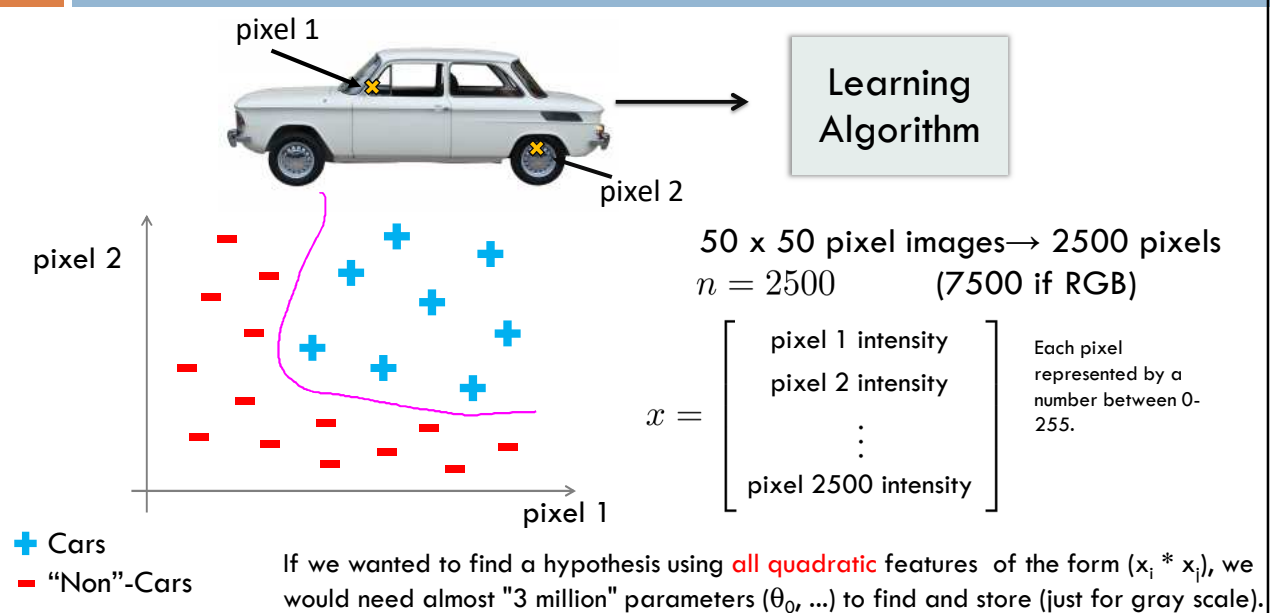 pixel 1
Learning
Algorithm
pixel 2
pixel 2
50 x 50 pixel images→ 2500 pixels
n = 2500 (7500 if RGB)
pixel 1 intensity
pixel 2 intensity
x =
⋮
pixel 2500 intensity
Each pixel
represented by a
number between 0-
255.
pixel 1
Cars
"Non"-Cars
If we wanted to find a hypothesis using all quadratic features of the form (xᵢ * xⱼ), we
would need almost "3 million" parameters (θ₀, ...) to find and store (just for gray scale).